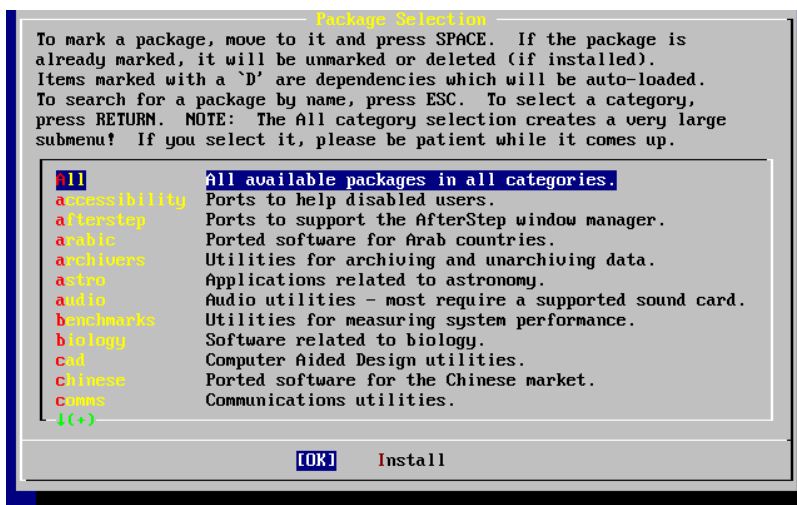 Package Selection
To mark a package, move to it and press SPACE. If the package is
already marked, it will be unmarked or deleted (if installed).
Items marked with a `D' are dependencies which will be auto-loaded.
To search for a package by name, press ESC. To select a category,
press RETURN. NOTE: The All category selection creates a very large
submenu! If you select it, please be patient while it comes up.
All All available packages in all categories.
accessibility Ports to help disabled users.
afterstep Ports to support the AfterStep window manager.
arabic Ported software for Arab countries.
archivers Utilities for archiving and unarchiving data.
astro Applications related to astronomy.
audio Audio utilities - most require a supported sound card.
benchmarks Utilities for measuring system performance.
biology Software related to biology.
cad Computer Aided Design utilities.
chinese Ported software for the Chinese market.
comms Communications utilities.
↓(+)
[OK] Install